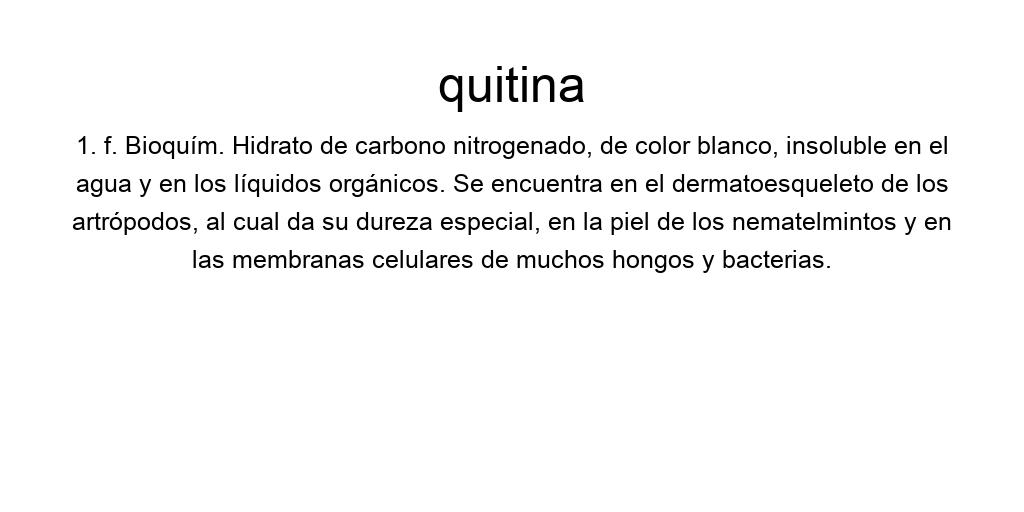 quitina
1. f. Bioquím. Hidrato de carbono nitrogenado, de color blanco, insoluble en el
agua y en los líquidos orgánicos. Se encuentra en el dermatoesqueleto de los
artrópodos, al cual da su dureza especial, en la piel de los nematelmintos y en
las membranas celulares de muchos hongos y bacterias.